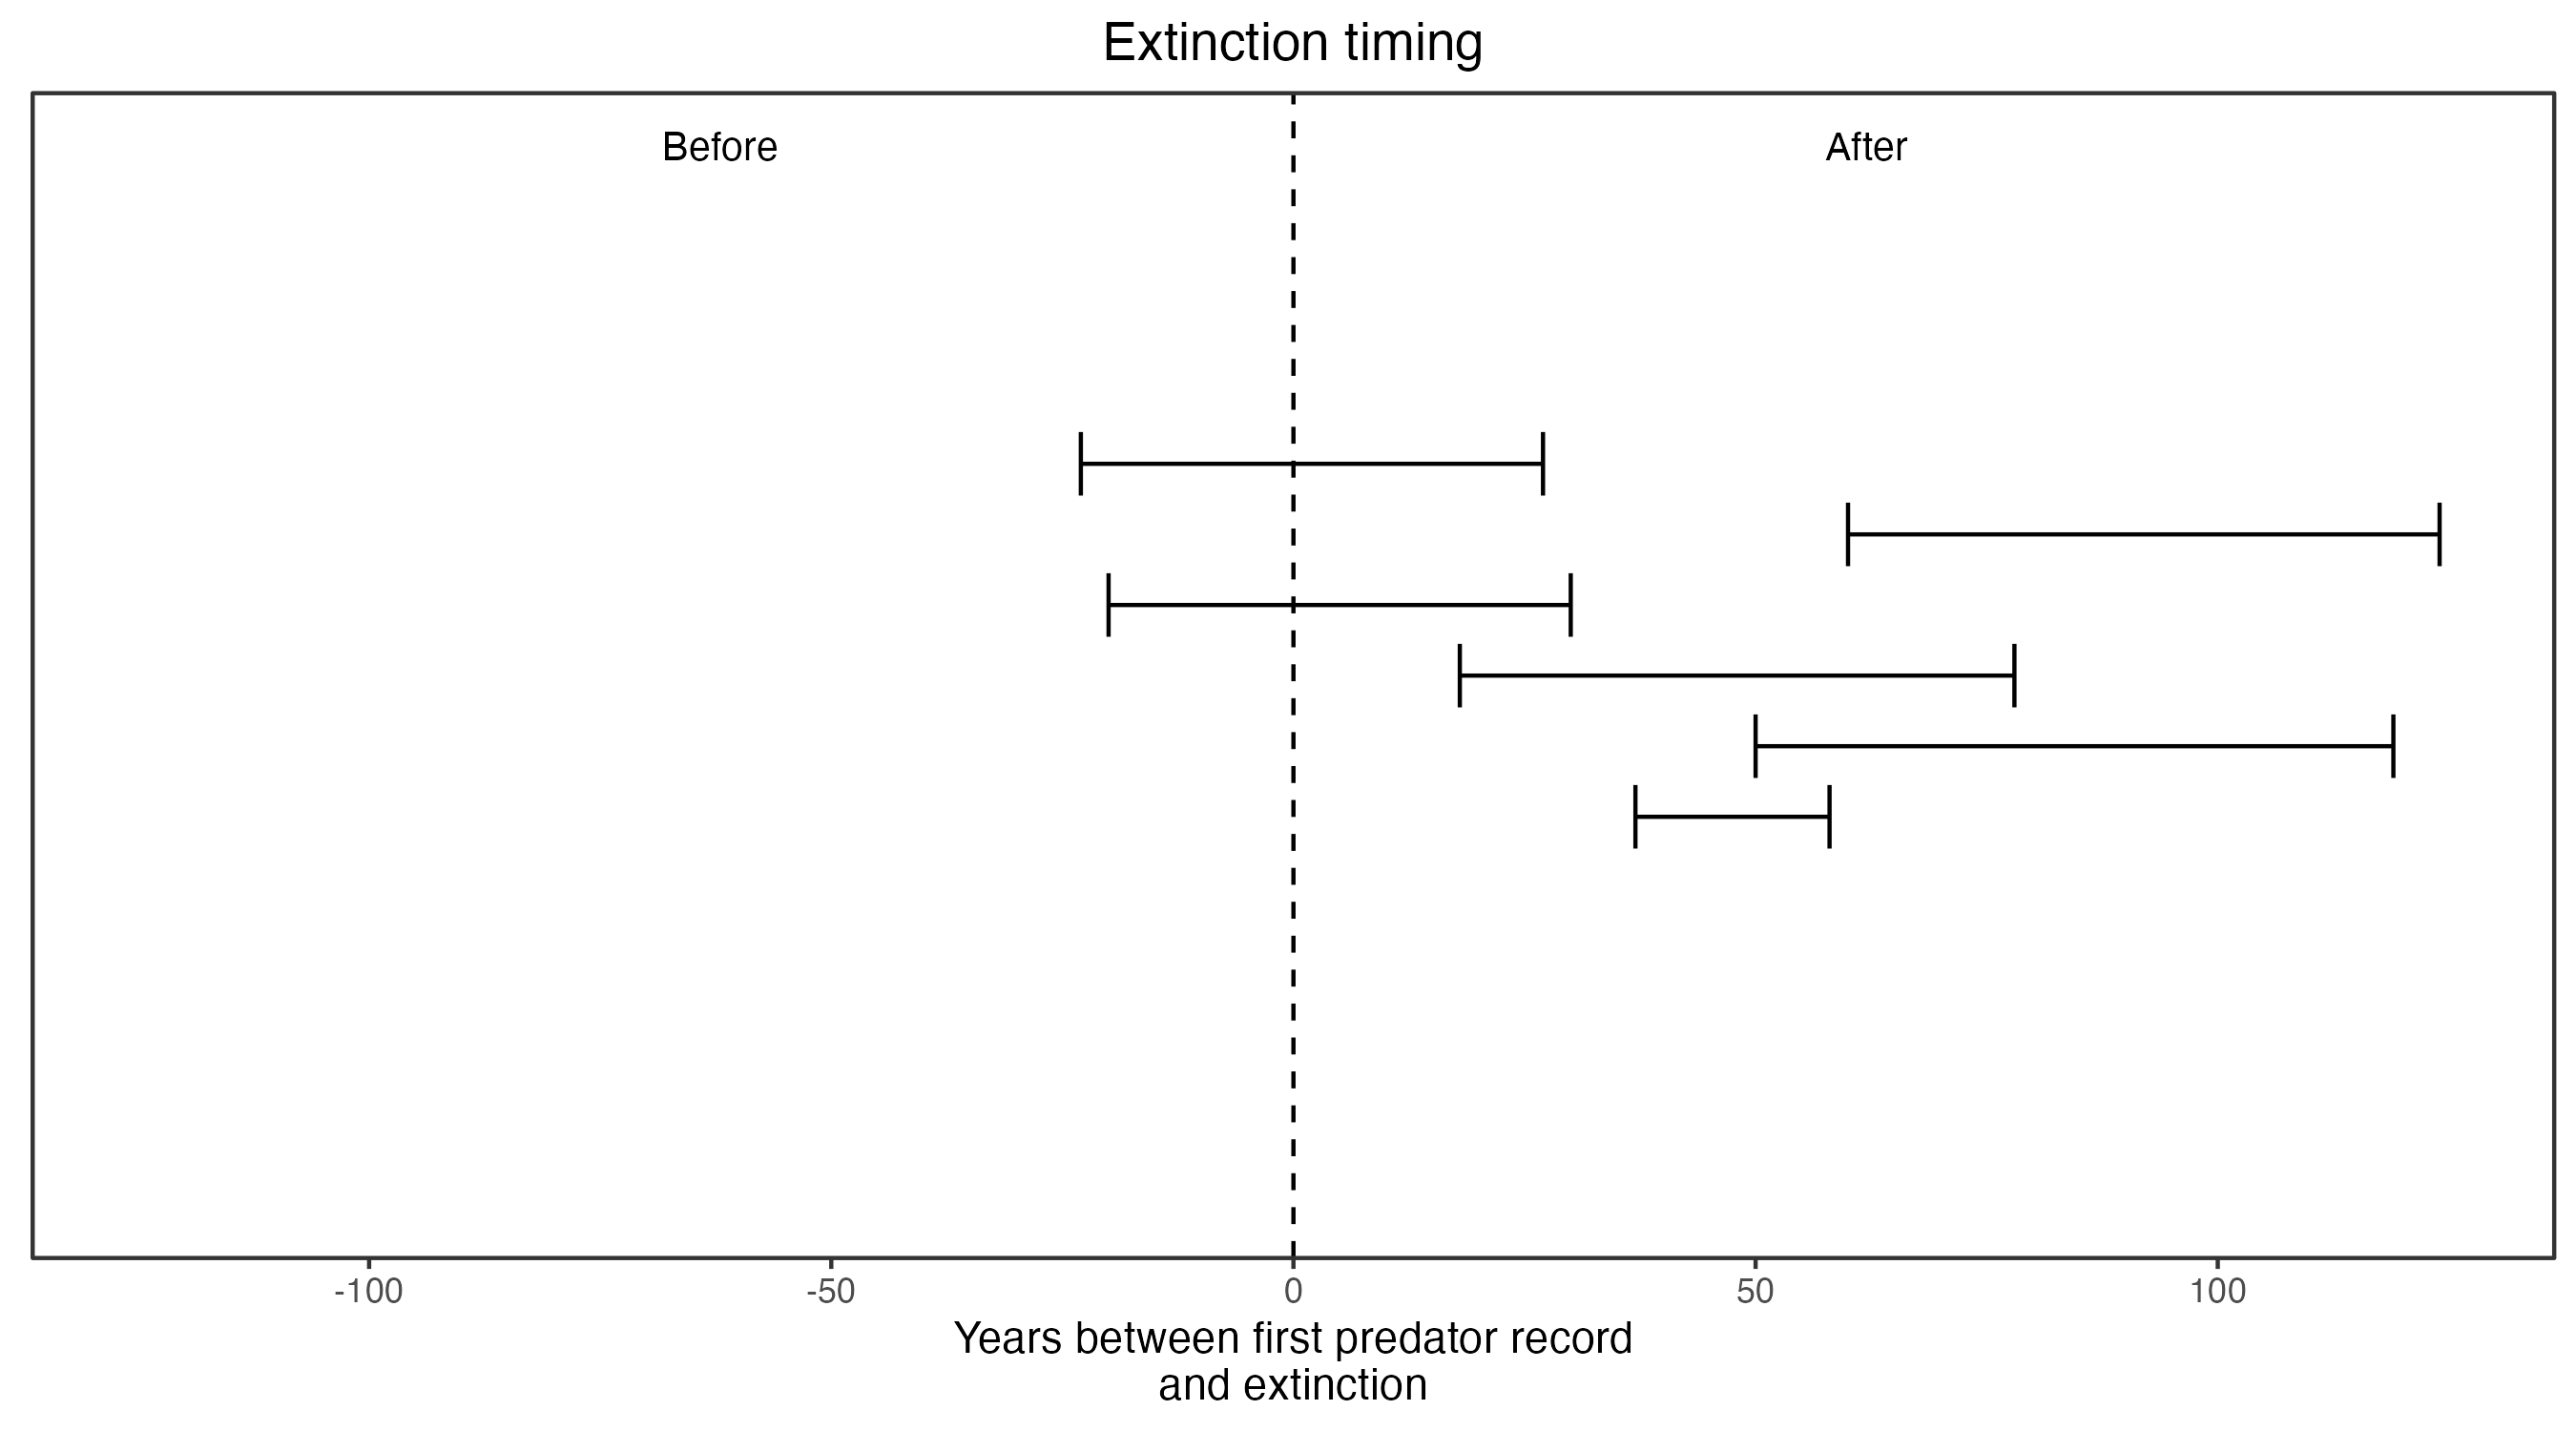 Extinction timing
Before
After
-100
-50
0
50
100
Years between first predator record
and extinction